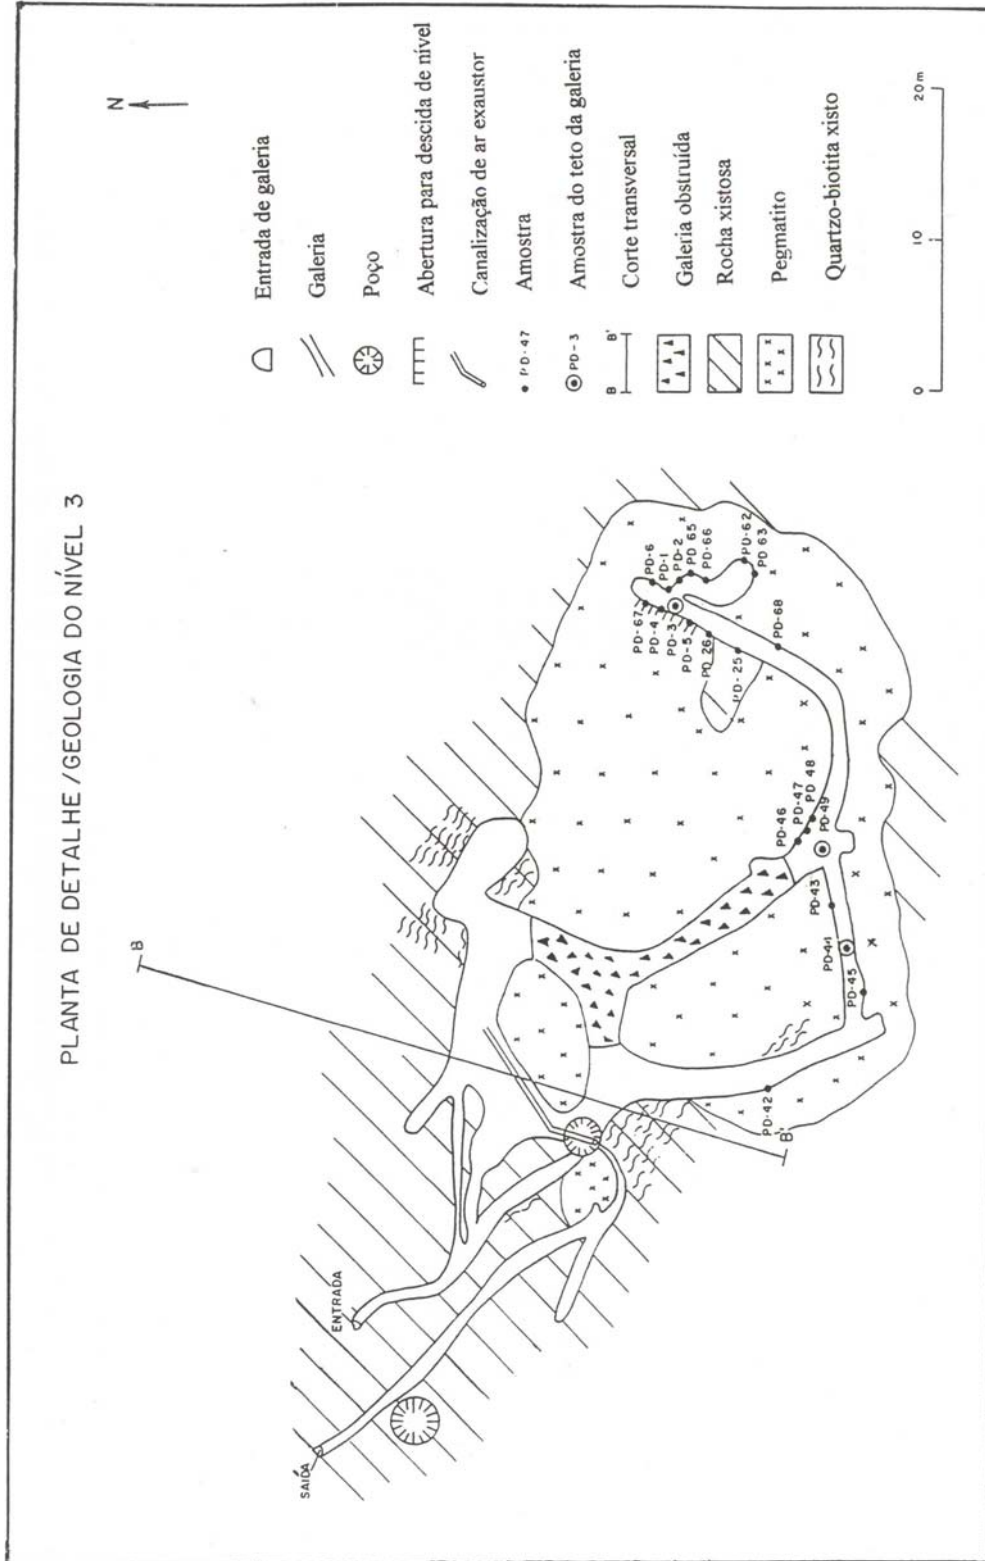 PLANTA DE DETALHE / GEOLOGIA DO NÍVEL 3
N
SAÍDA
ENTRADA
B
B'
PD-42
PD-45
PD-44
PD-43
PD-46
PD-47
PD 48
PD-49
PD-68
PD-25
PD 26
PD-5
PD-3
PD-4
PD-67
PD-6
PD-1
PD-2
PD 65
PD-66
PD-62
PD 63
Entrada de galeria
Galeria
Poço
Abertura para descida de nível
Canalização de ar exaustor
PD-47 Amostra
PD-3 Amostra do teto da galeria
B B' Corte transversal
Galeria obstruída
Rocha xistosa
Pegmatito
Quartzo-biotita xisto
0 10 20 m